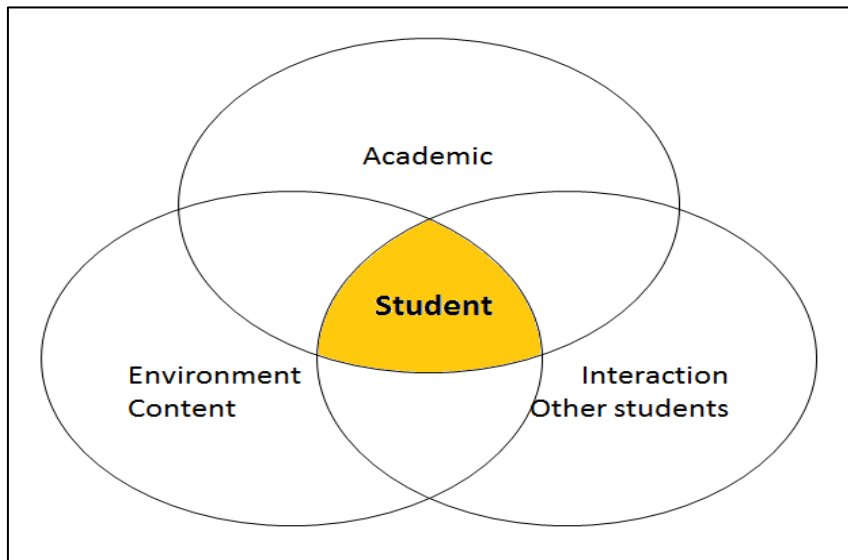 Academic
Student
Environment
Content
Interaction
Other students